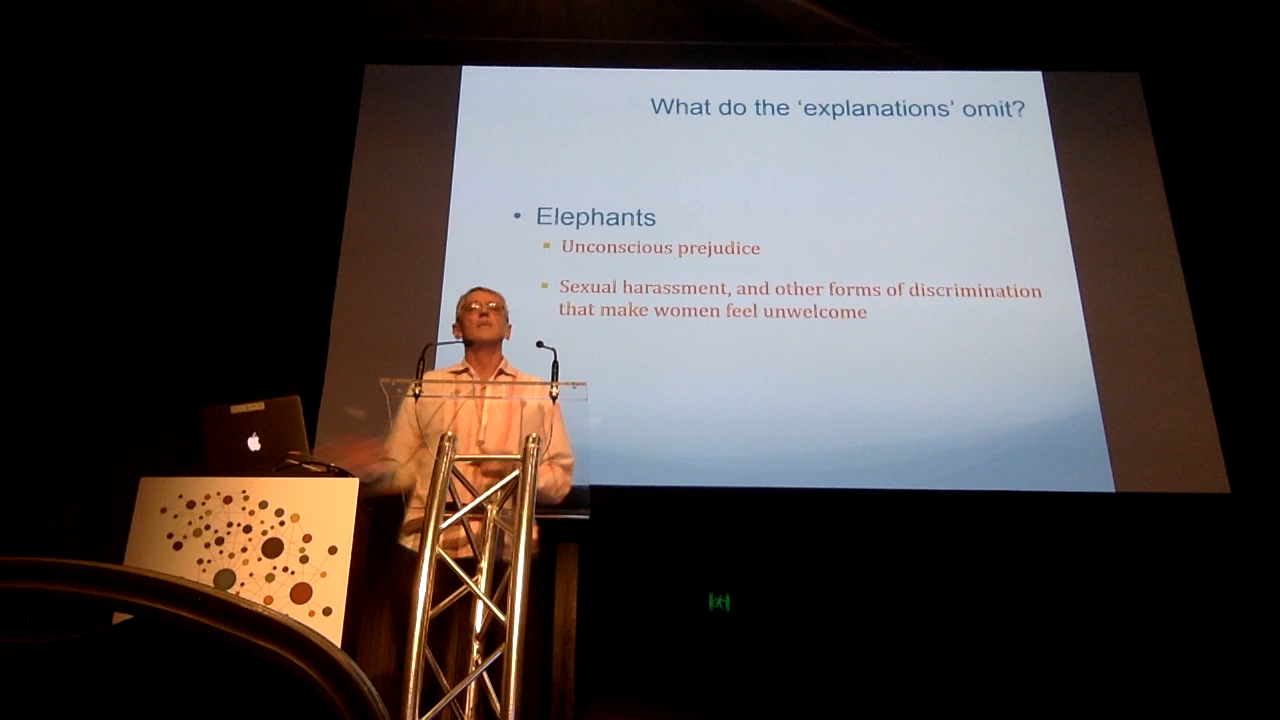 What do the ‘explanations’ omit?
• Elephants
▪ Unconscious prejudice
▪ Sexual harassment, and other forms of discrimination
that make women feel unwelcome